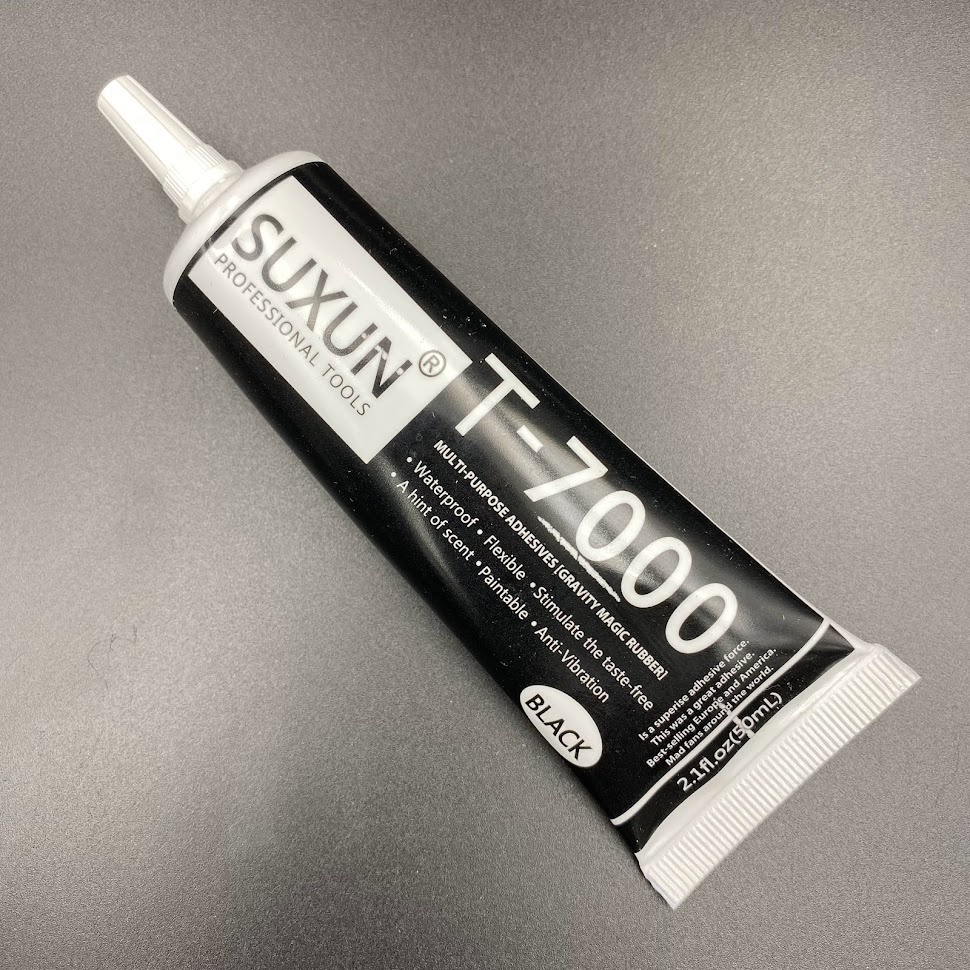 SUXUN®
PROFESSIONAL TOOLS
T-7000
MULTI-PURPOSE ADHESIVES [GRAVITY MAGIC RUBBER]
• Waterproof • Flexible • Stimulate the taste-free
• A hint of scent • Paintable • Anti-Vibration
BLACK
Is a superise adhesive force.
This was a great adhesive.
Best-selling Europe and America.
Mad fans around the world.
2.1fl.oz(50mL)